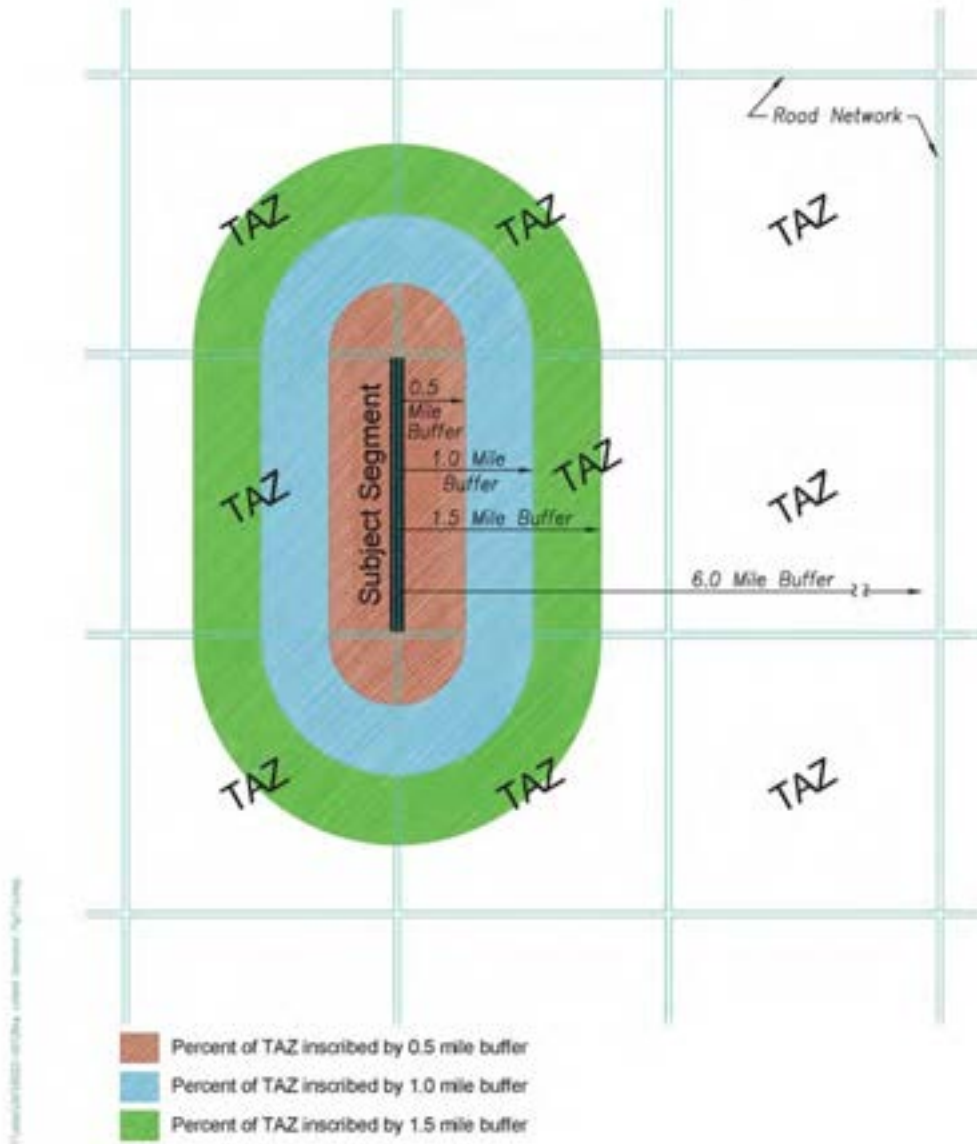 Road Network
TAZ
TAZ
TAZ
Subject Segment
0.5
Mile
Buffer
1.0 Mile
Buffer
TAZ
TAZ
TAZ
1.5 Mile Buffer
6.0 Mile Buffer
TAZ
TAZ
TAZ
Percent of TAZ inscribed by 0.5 mile buffer
Percent of TAZ inscribed by 1.0 mile buffer
Percent of TAZ inscribed by 1.5 mile buffer